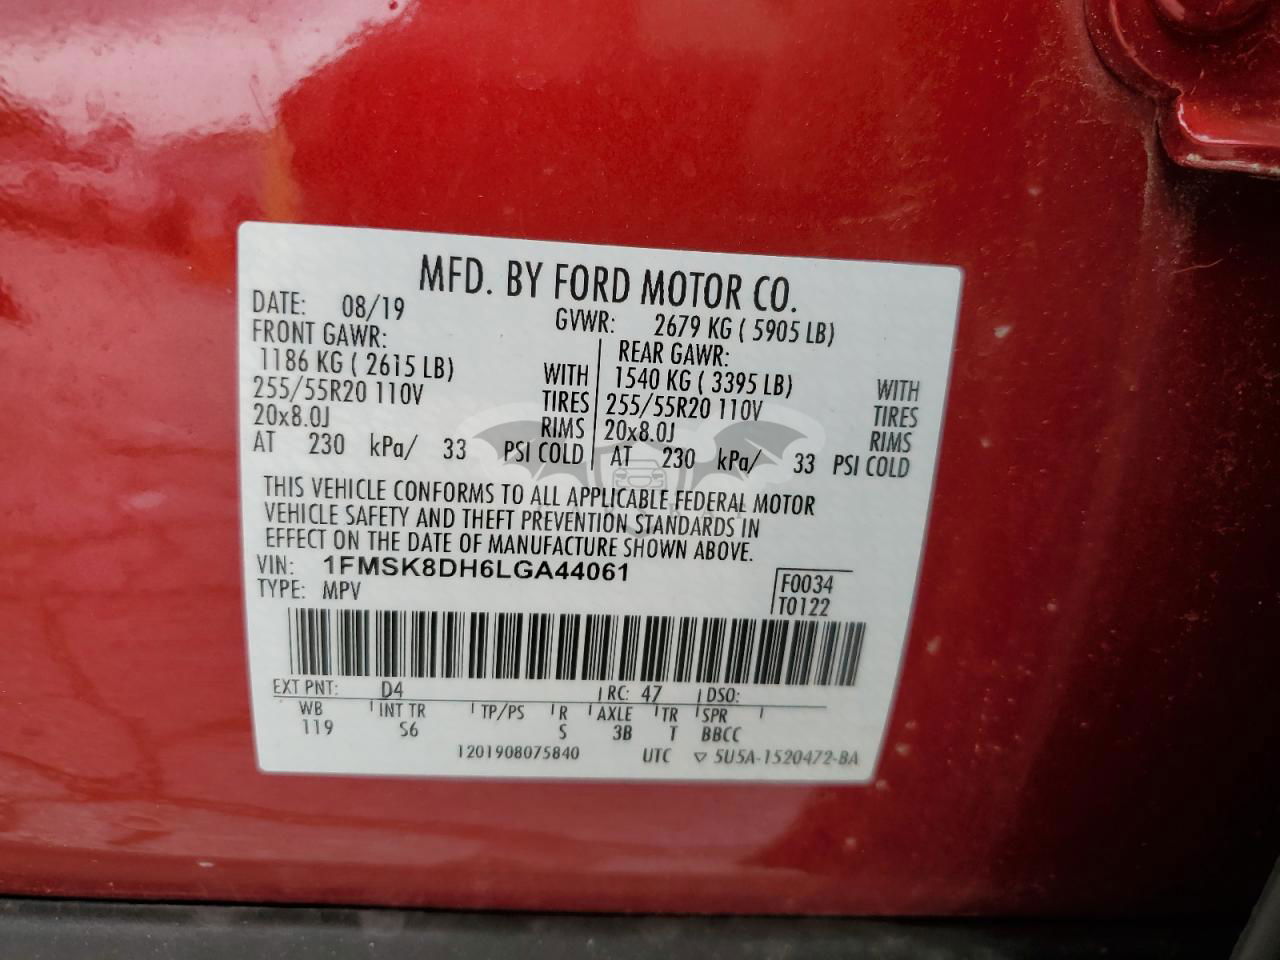 MFD. BY FORD MOTOR CO.
DATE: 08/19 GVWR: 2679 KG ( 5905 LB)
FRONT GAWR: REAR GAWR:
1186 KG ( 2615 LB) WITH 1540 KG ( 3395 LB) WITH
255/55R20 110V TIRES 255/55R20 110V TIRES
20x8.0J RIMS 20x8.0J RIMS
AT 230 kPa/ 33 PSI COLD AT 230 kPa/ 33 PSI COLD
THIS VEHICLE CONFORMS TO ALL APPLICABLE FEDERAL MOTOR
VEHICLE SAFETY AND THEFT PREVENTION STANDARDS IN
EFFECT ON THE DATE OF MANUFACTURE SHOWN ABOVE.
VIN: 1FMSK8DH6LGA44061
TYPE: MPV F0034
T0122
EXT PNT: D4 RC: 47 DSO:
WB INT TR TP/PS R AXLE TR SPR
119 S6 S 3B T BBCC
1201908075840 UTC ▽ 5U5A-1520472-BA